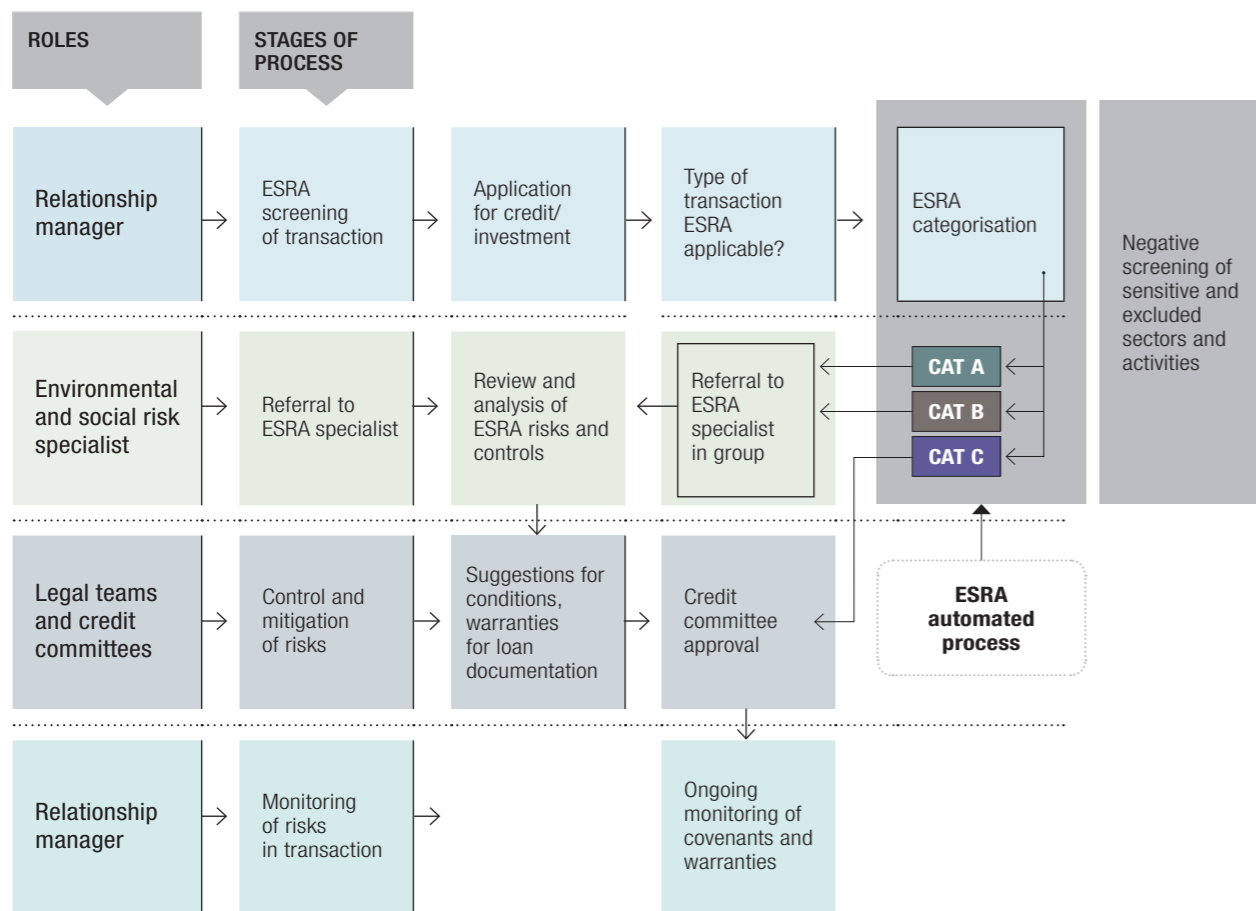 ROLES
STAGES OF
PROCESS
Relationship
manager
ESRA
screening
of transaction
Application
for credit/
investment
Type of
transaction
ESRA
applicable?
ESRA
categorisation
Negative
screening of
sensitive and
excluded
sectors and
activities
Environmental
and social risk
specialist
Referral to
ESRA specialist
Review and
analysis of
ESRA risks and
controls
Referral to
ESRA
specialist
in group
CAT A
CAT B
CAT C
Legal teams
and credit
committees
Control and
mitigation
of risks
Suggestions for
conditions,
warranties
for loan
documentation
Credit
committee
approval
ESRA
automated
process
Relationship
manager
Monitoring
of risks
in transaction
Ongoing
monitoring of
covenants and
warranties